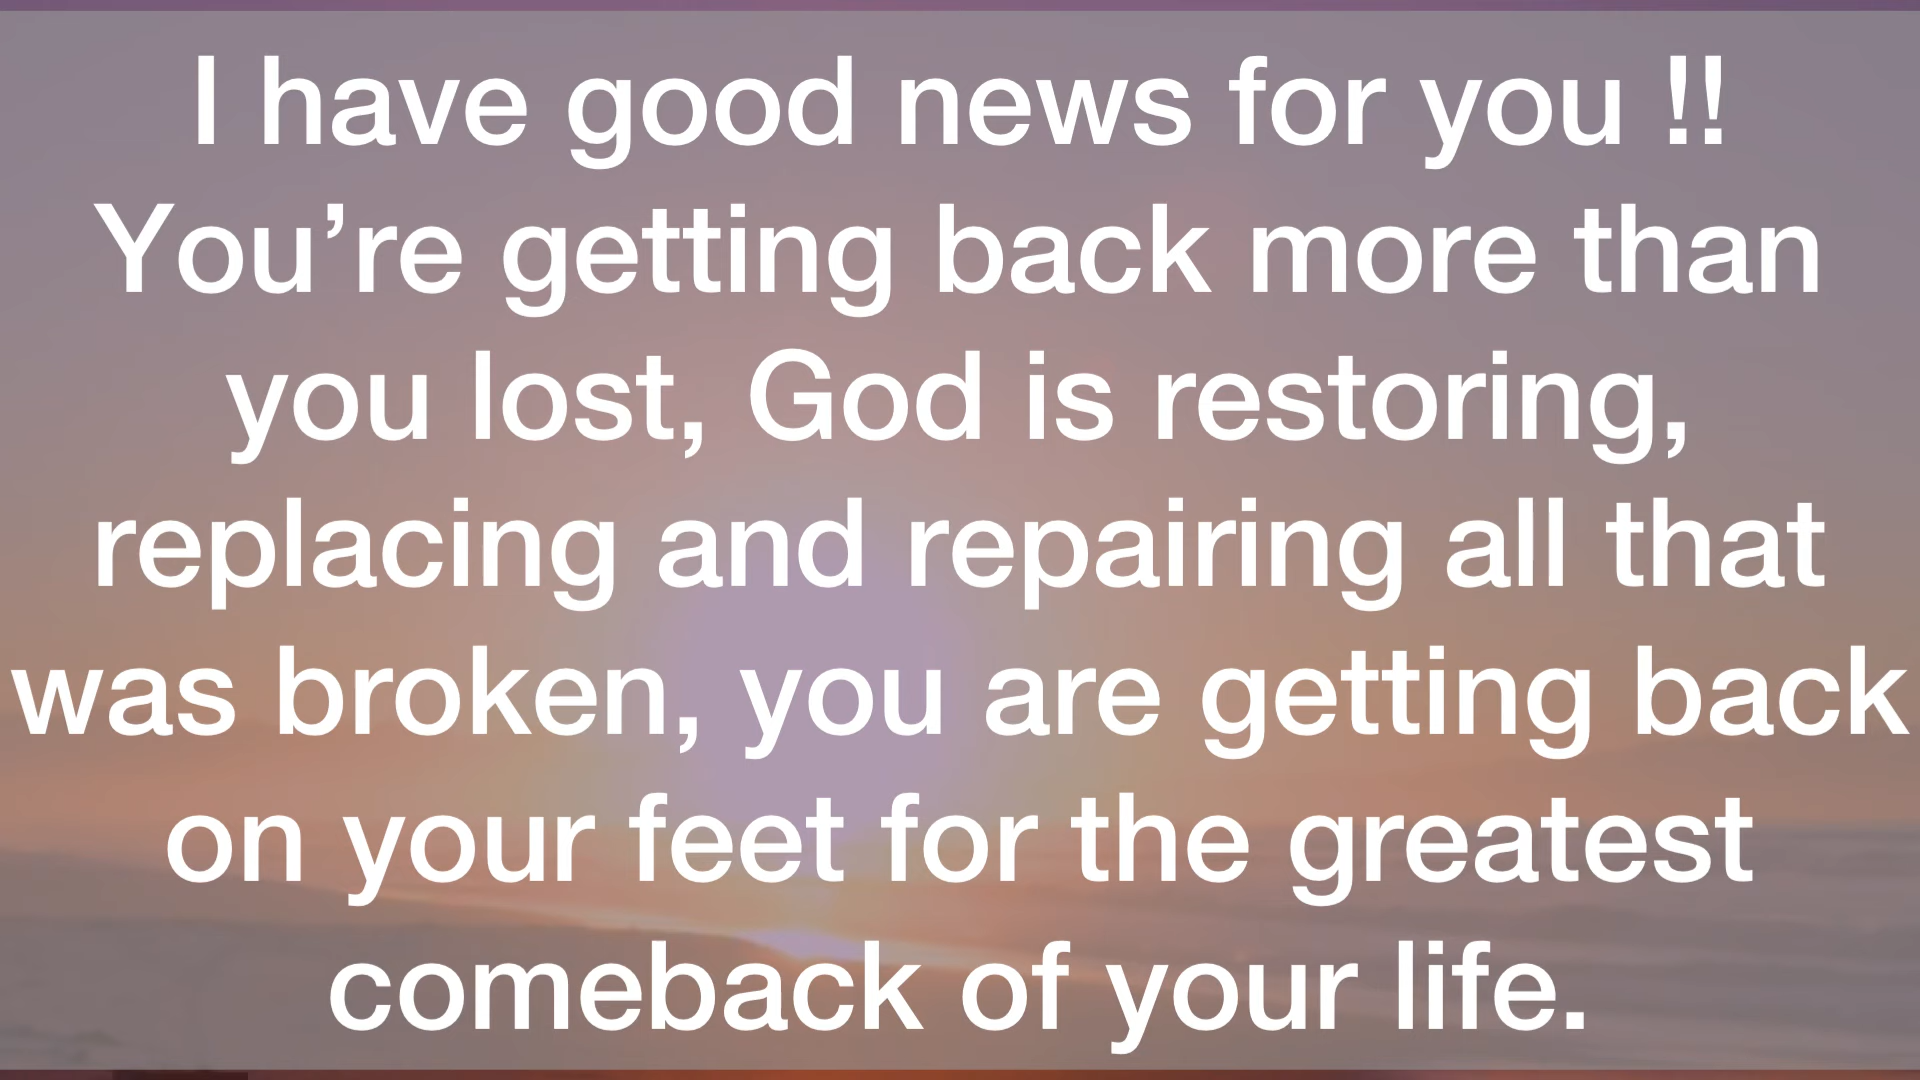 I have good news for you !!
You’re getting back more than
you lost, God is restoring,
replacing and repairing all that
was broken, you are getting back
on your feet for the greatest
comeback of your life.